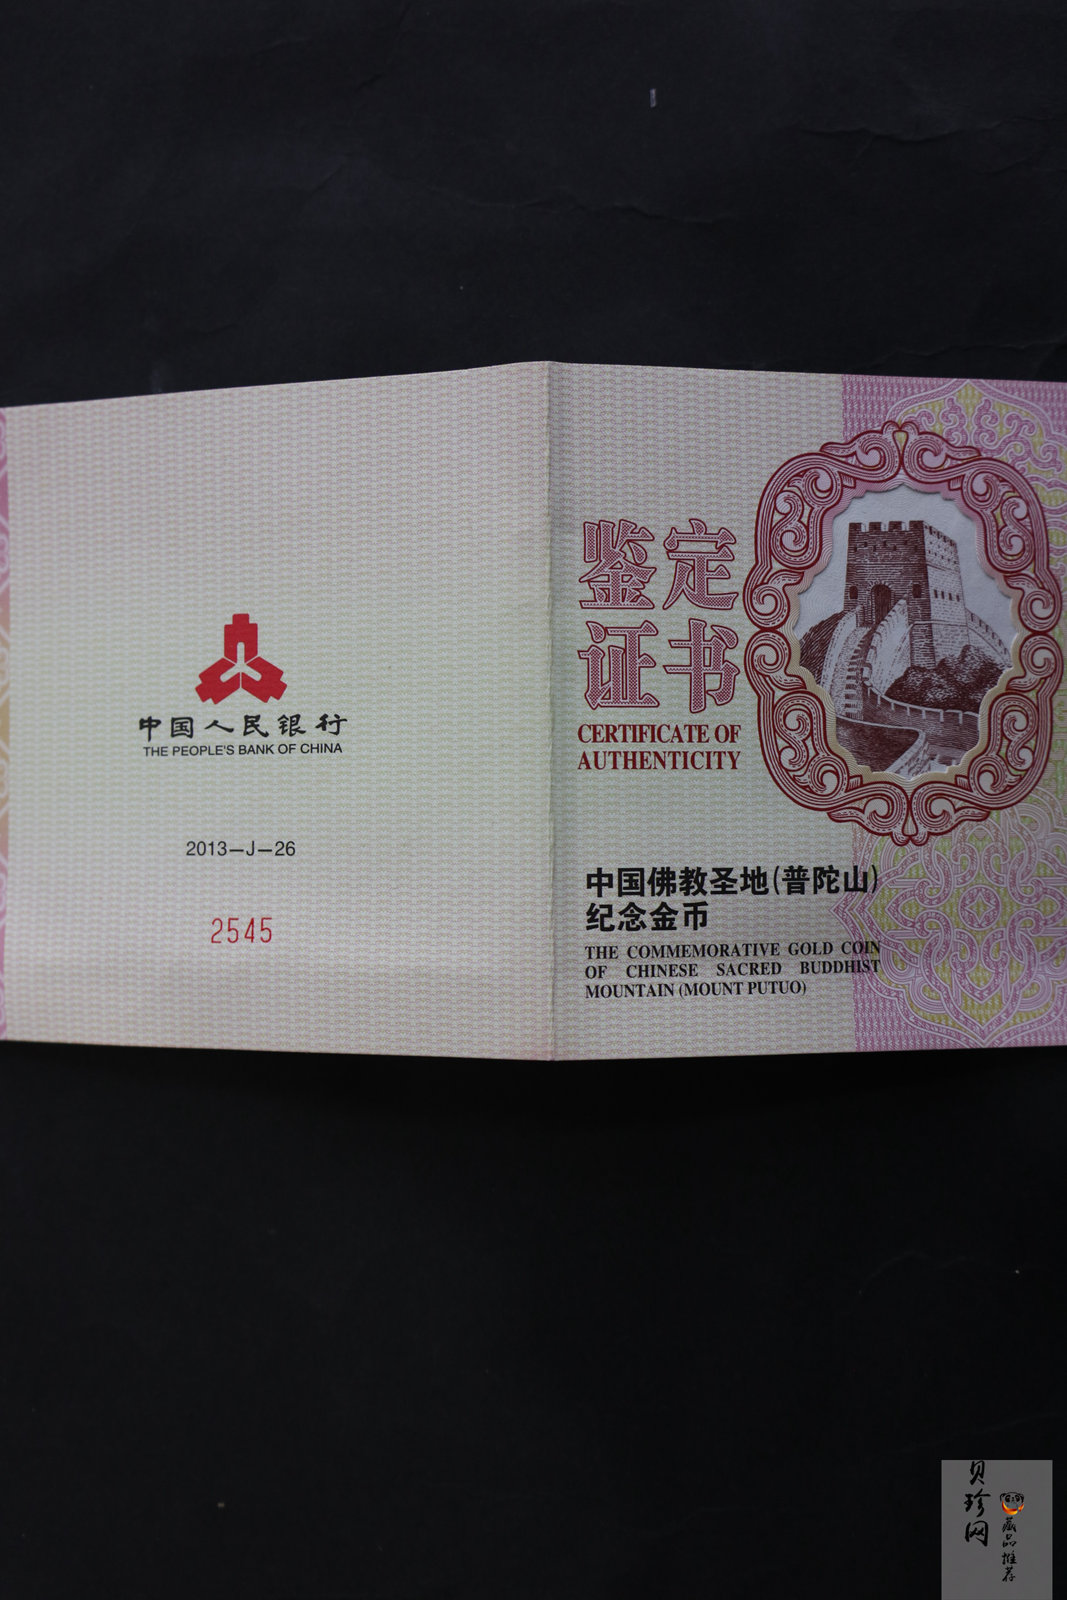 中国人民银行
THE PEOPLE'S BANK OF CHINA
2013—J—26
2545
鉴定
证书
CERTIFICATE OF
AUTHENTICITY
中国佛教圣地(普陀山)
纪念金币
THE COMMEMORATIVE GOLD COIN
OF CHINESE SACRED BUDDHIST
MOUNTAIN (MOUNT PUTUO)
贝珍网
藏品推荐